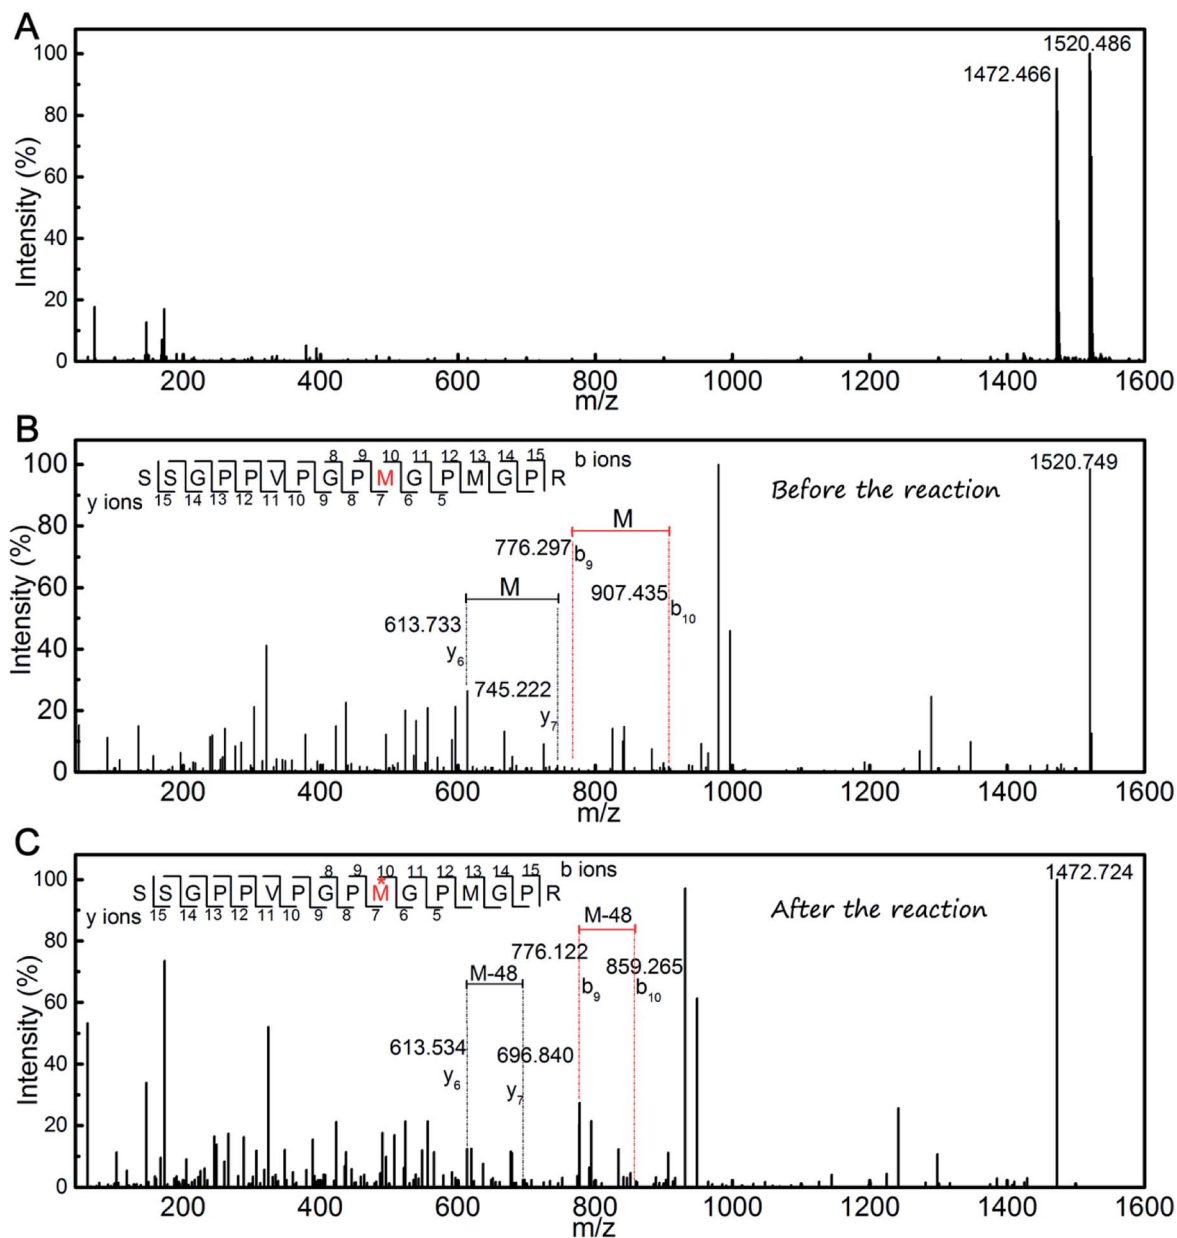 A
Intensity (%)
100
80
60
40
20
0
1520.486
1472.466
200 400 600 800 1000 1200 1400 1600
m/z
B
Intensity (%)
100
80
60
40
20
0
8 9 10 11 12 13 14 15 b ions
S S G P P V P G P M G P M G P R
y ions 15 14 13 12 11 10 9 8 7 6 5
Before the reaction
1520.749
M
776.297 b9
M
907.435 b10
613.733
y6
745.222
y7
200 400 600 800 1000 1200 1400 1600
m/z
C
Intensity (%)
100
80
60
40
20
0
8 9 10 11 12 13 14 15 b ions
S S G P P V P G P M* G P M G P R
y ions 15 14 13 12 11 10 9 8 7 6 5
After the reaction
1472.724
M-48
776.122
859.265
M-48
b9 b10
613.534
696.840
y6
y7
200 400 600 800 1000 1200 1400 1600
m/z